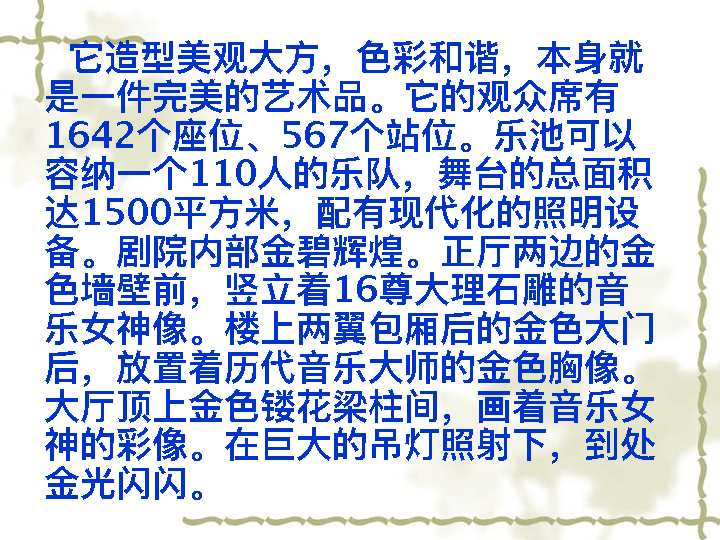 它造型美观大方，色彩和谐，本身就
是一件完美的艺术品。它的观众席有
1642个座位、567个站位。乐池可以
容纳一个110人的乐队，舞台的总面积
达1500平方米，配有现代化的照明设
备。剧院内部金碧辉煌。正厅两边的金
色墙壁前，竖立着16尊大理石雕的音
乐女神像。楼上两翼包厢后的金色大门
后，放置着历代音乐大师的金色胸像。
大厅顶上金色镂花梁柱间，画着音乐女
神的彩像。在巨大的吊灯照射下，到处
金光闪闪。